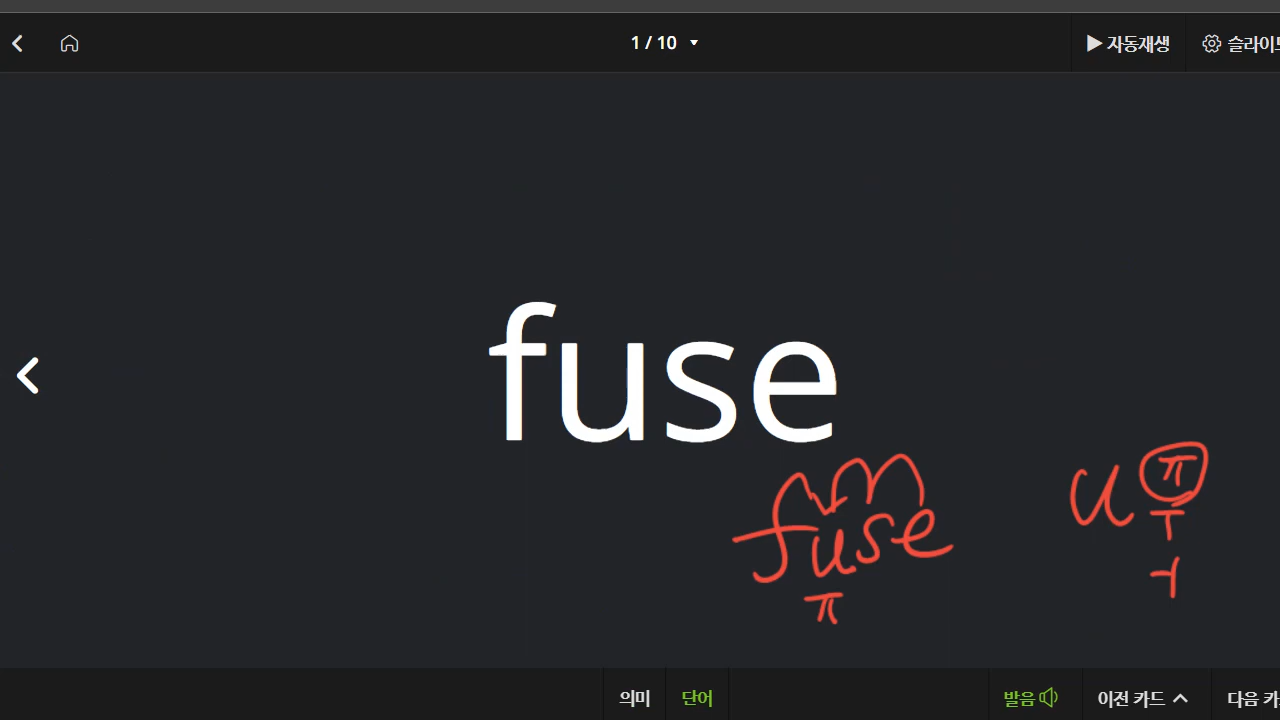 1 / 10
자동재생
슬라이드
fuse
fuse
ㅠ
u ㅠ
ㅜ
ㅓ
의미
단어
발음
이전 카드
다음 카